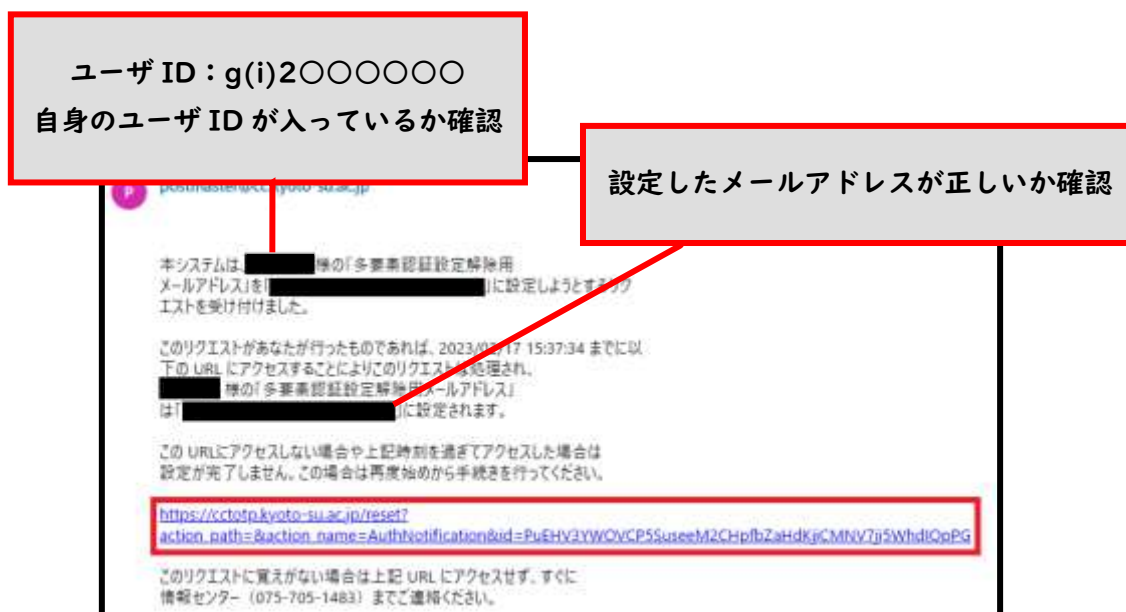 ユーザ ID：g(i)2○○○○○○
自身のユーザ ID が入っているか確認
設定したメールアドレスが正しいか確認
P postmaster@cc.kyoto-su.ac.jp
本システムは、 様の「多要素認証設定解除用
メールアドレス」を「 」に設定しようとするリク
エストを受け付けました。
このリクエストがあなたが行ったものであれば、2023/02/17 15:37:34 までに以
下の URL にアクセスすることによりこのリクエストは処理され、
様の「多要素認証設定解除用メールアドレス」
は「 」に設定されます。
この URLにアクセスしない場合や上記時刻を過ぎてアクセスした場合は
設定が完了しません。この場合は再度始めから手続きを行ってください。
https://cctotp.kyoto-su.ac.jp/reset?
action_path=&action_name=AuthNotification&id=
このリクエストに覚えがない場合は上記 URL にアクセスせず、すぐに
情報センター（075-705-1483）までご連絡ください。